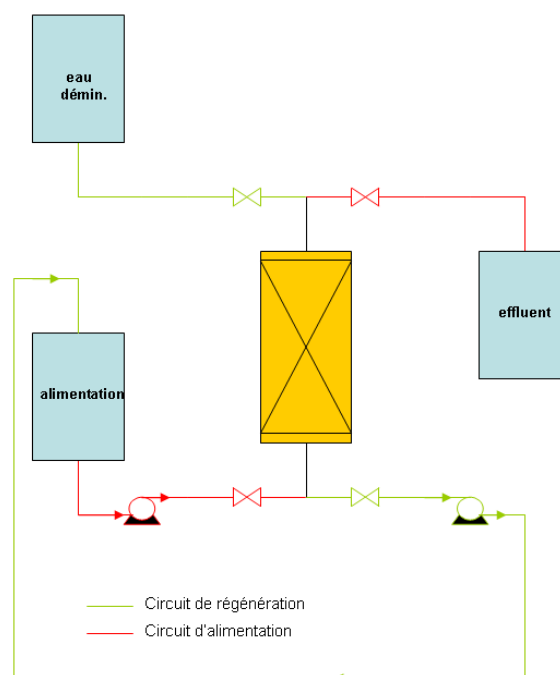 eau
démin.
effluent
alimentation
Circuit de régénération
Circuit d'alimentation